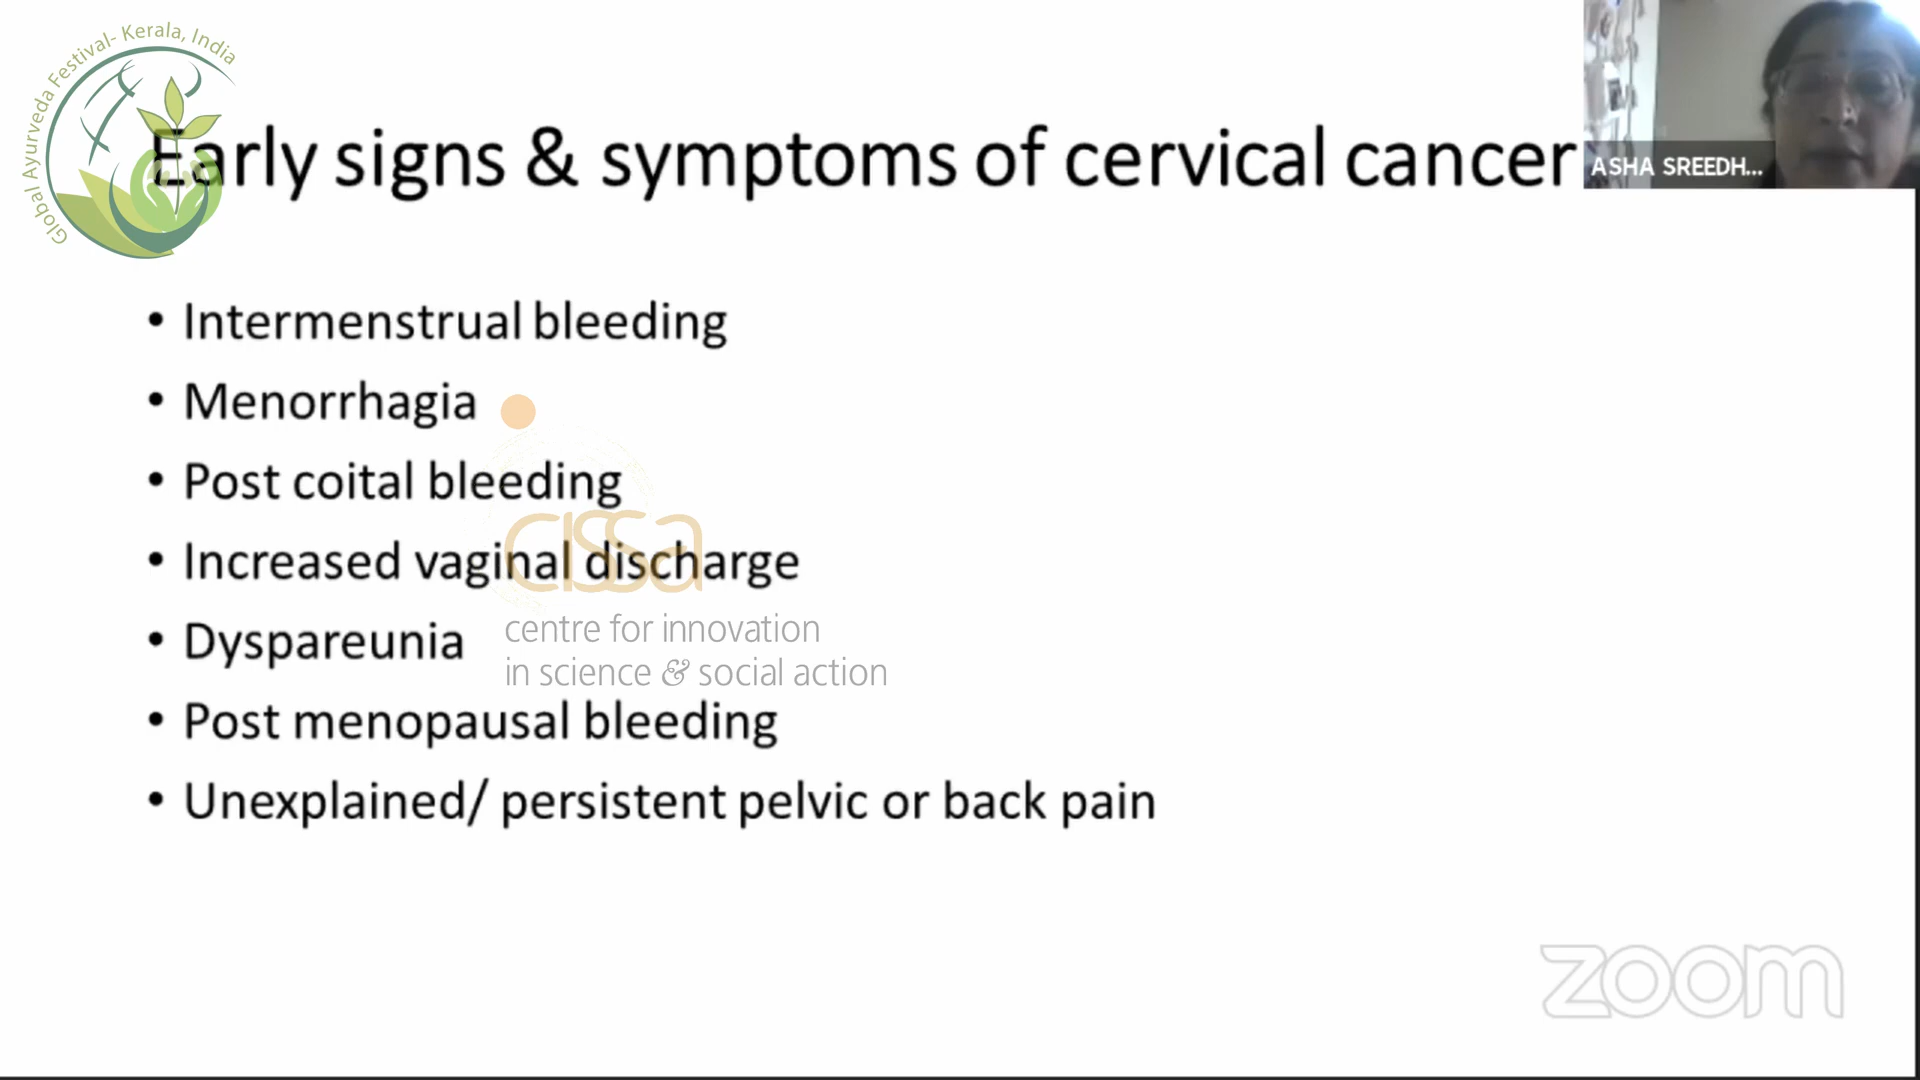 Global Ayurveda Festival- Kerala, India
Early signs & symptoms of cervical cancer
ASHA SREEDH...
• Intermenstrual bleeding
• Menorrhagia
• Post coital bleeding
• Increased vaginal discharge
• Dyspareunia
• Post menopausal bleeding
• Unexplained/ persistent pelvic or back pain
cissa
centre for innovation
in science & social action
zoom